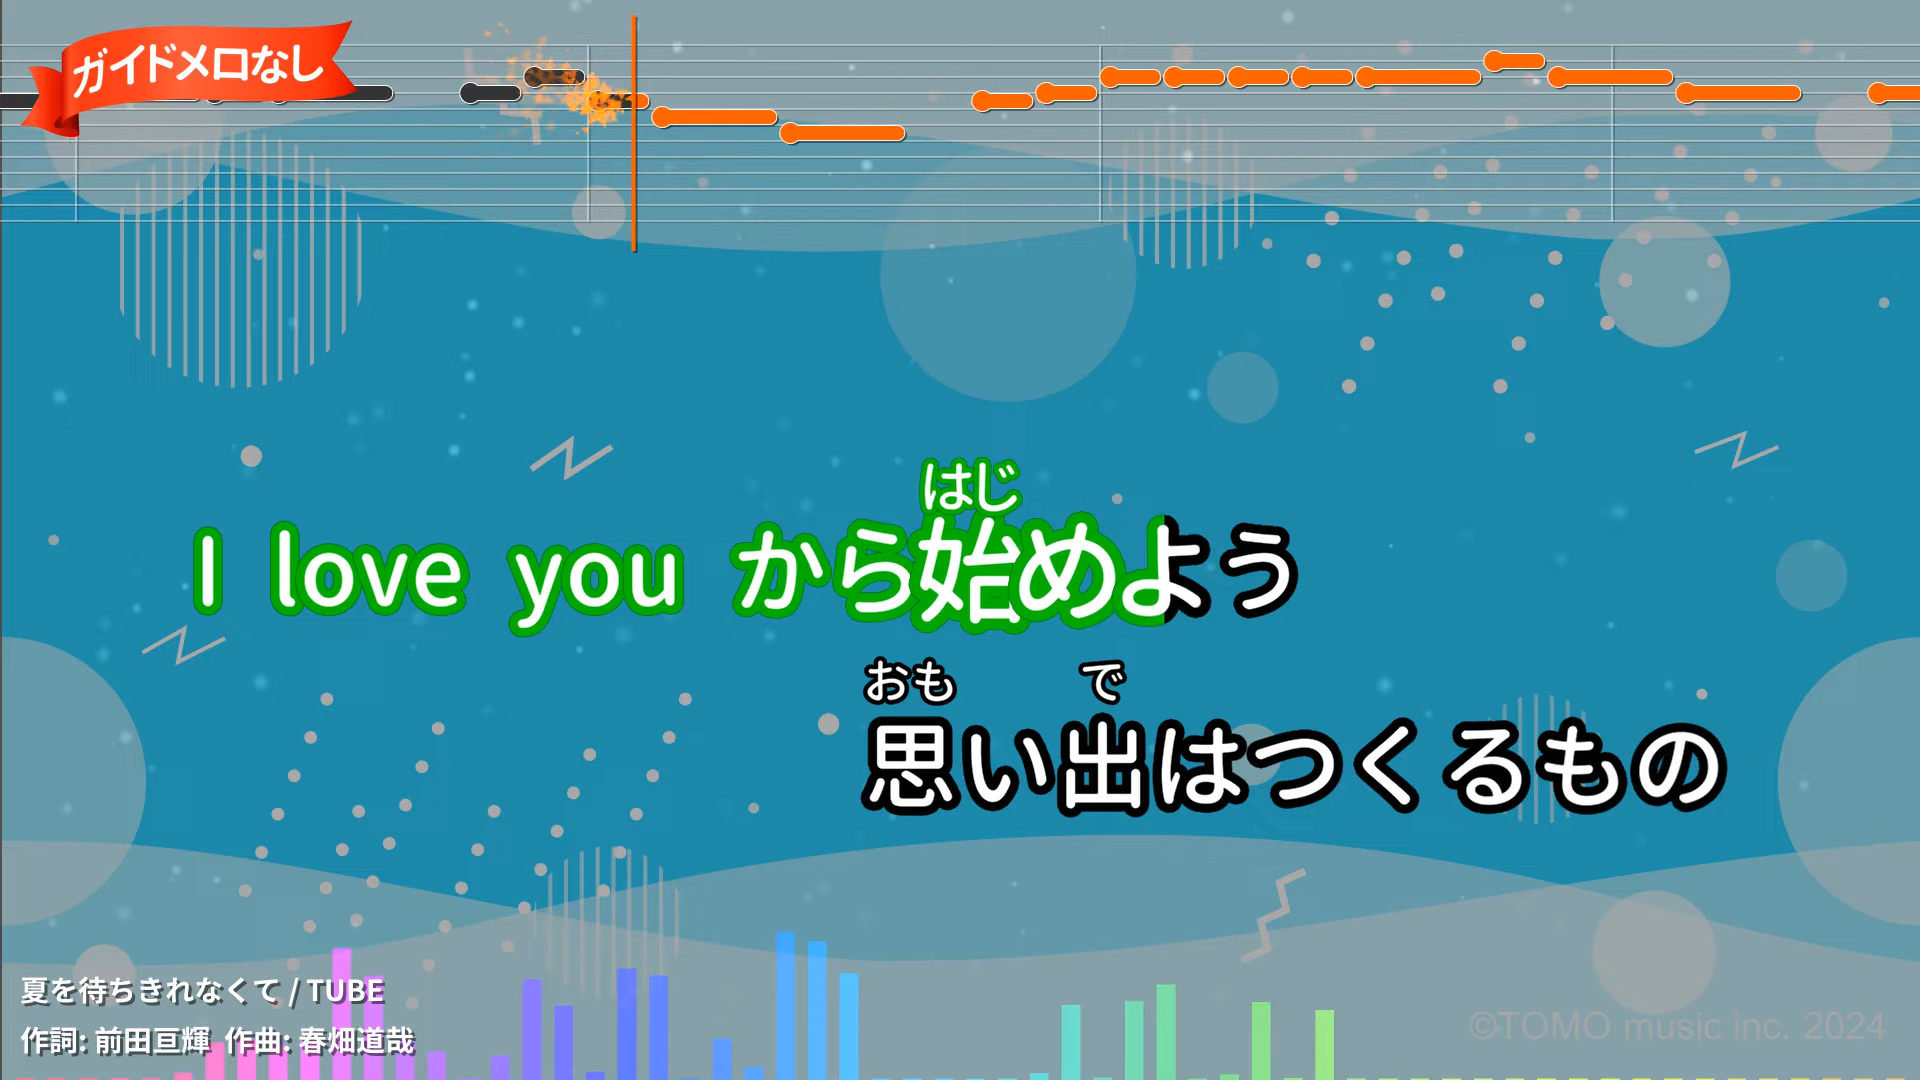 ガイドメロなし
はじ
I love you から始めよう
おも で
思い出はつくるもの
夏を待ちきれなくて / TUBE
作詞: 前田亘輝 作曲: 春畑道哉
©TOMO music inc. 2024